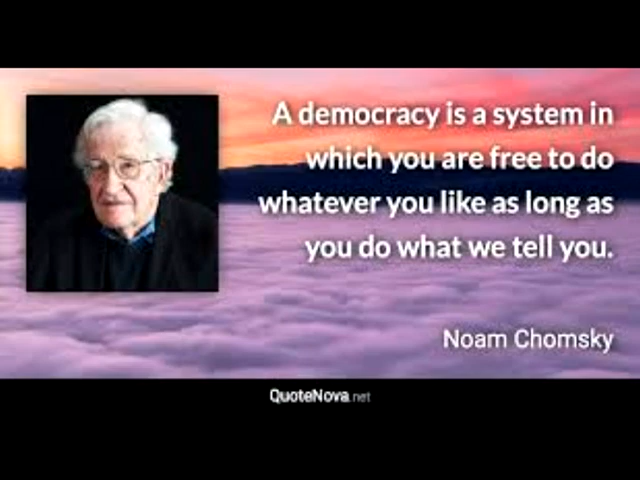 A democracy is a system in
which you are free to do
whatever you like as long as
you do what we tell you.
Noam Chomsky
QuoteNova.net